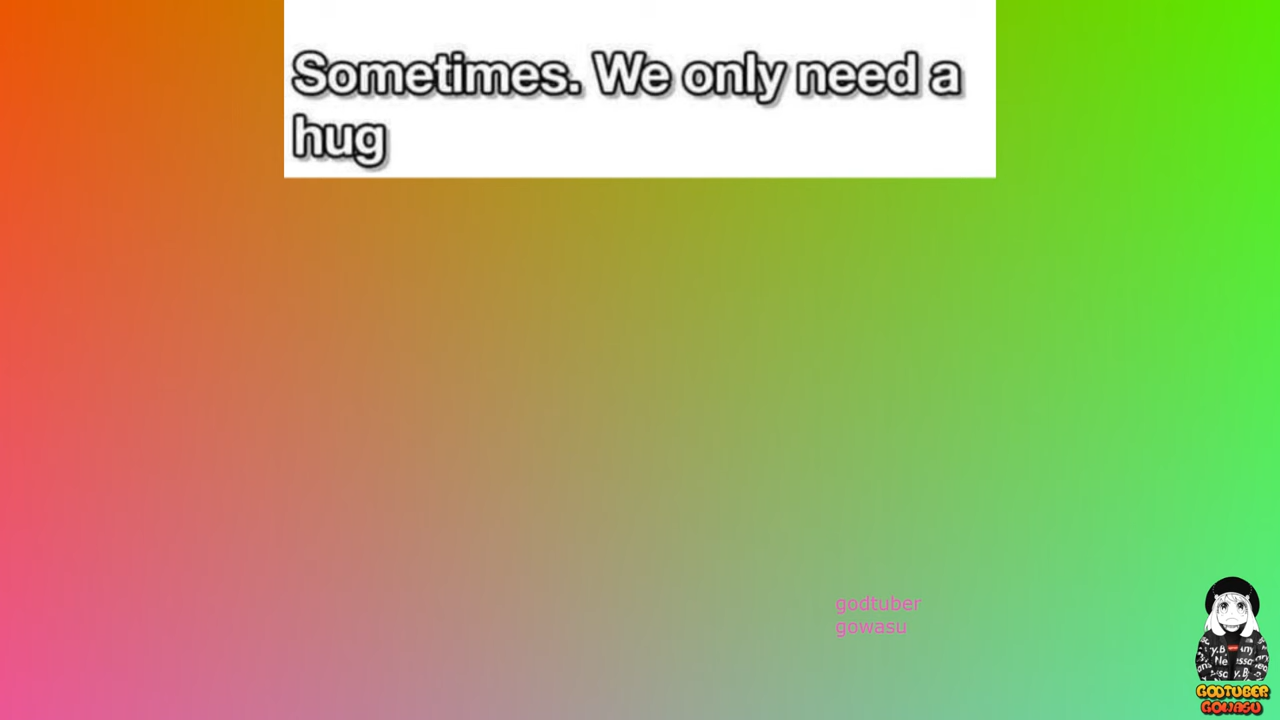 Sometimes. We only need a
hug
godtuber
gowasu
GODTUBER
GOWASU